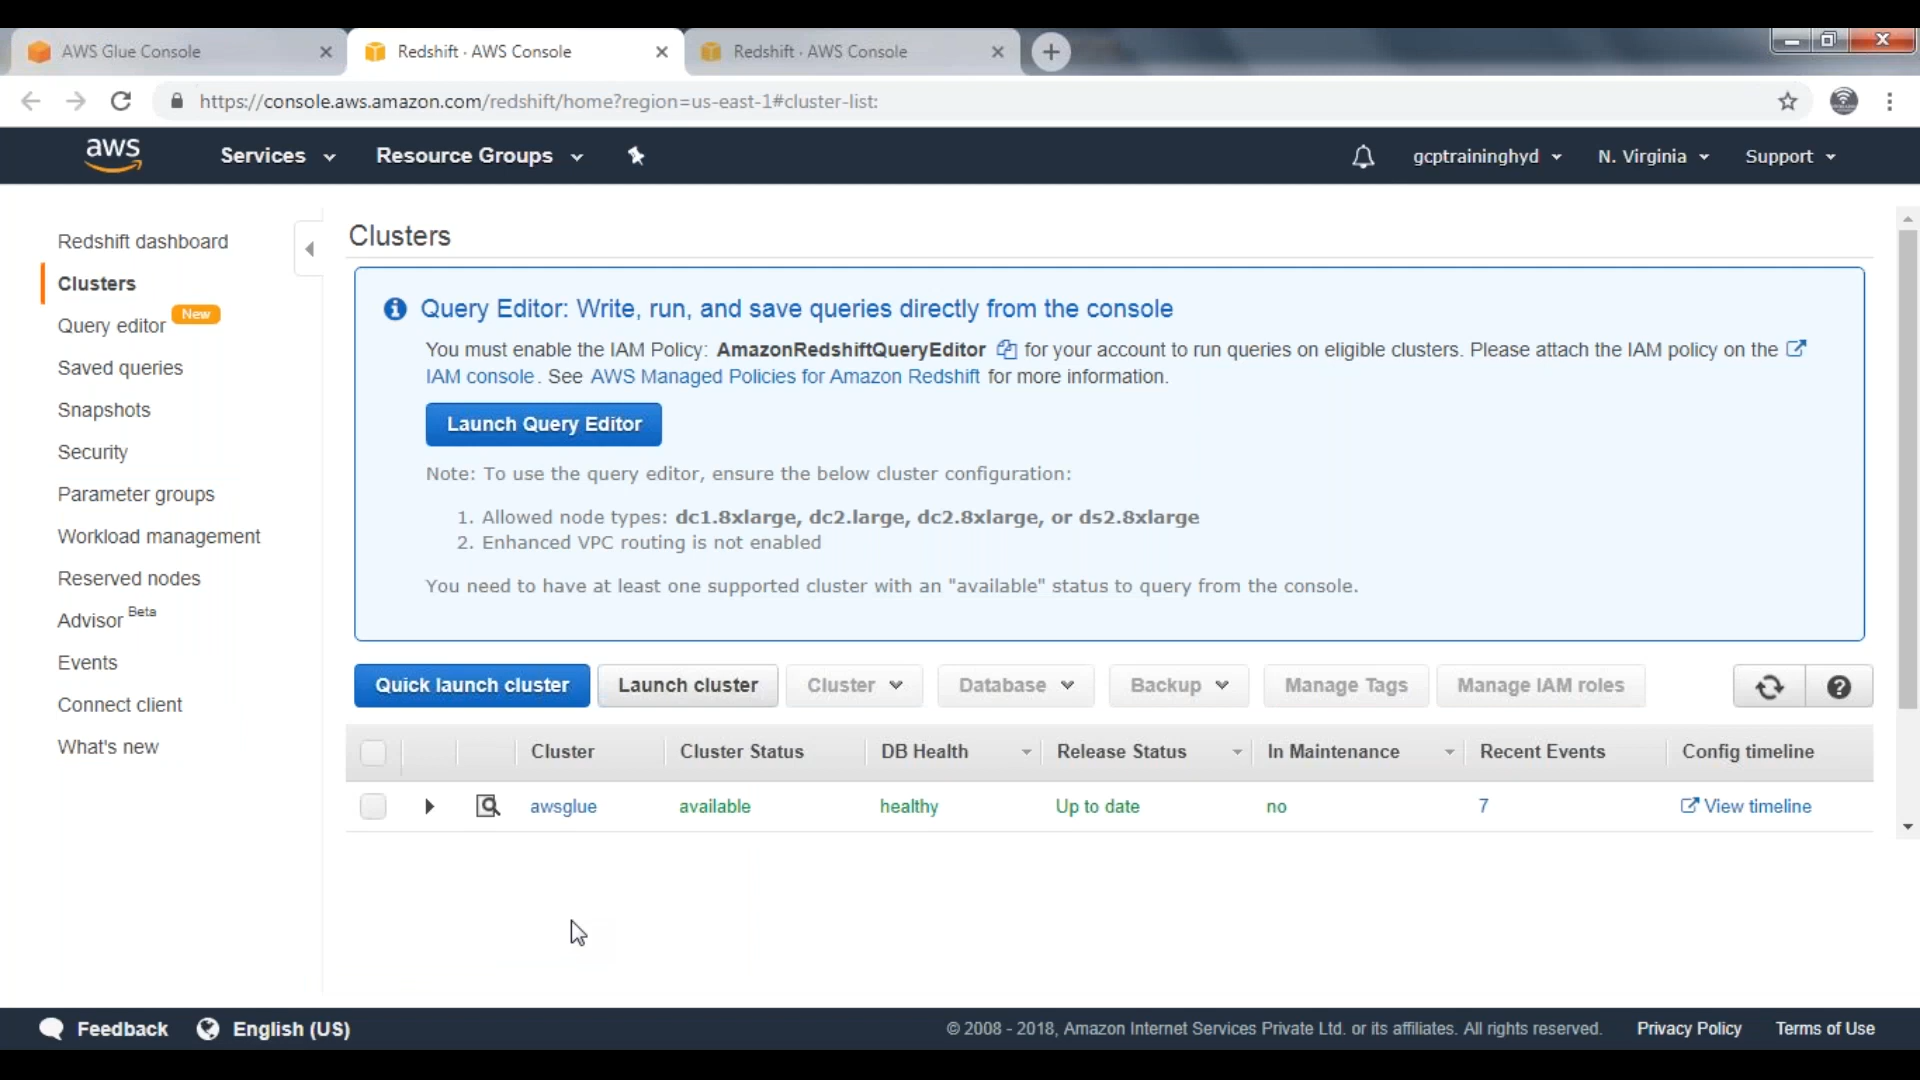 AWS Glue Console
Redshift · AWS Console
Redshift · AWS Console
https://console.aws.amazon.com/redshift/home?region=us-east-1#cluster-list:
aws
Services
Resource Groups
gcptraininghyd
N. Virginia
Support
Redshift dashboard
Clusters
Query editor New
Saved queries
Snapshots
Security
Parameter groups
Workload management
Reserved nodes
Advisor Beta
Events
Connect client
What's new
Clusters
Query Editor: Write, run, and save queries directly from the console
You must enable the IAM Policy: AmazonRedshiftQueryEditor for your account to run queries on eligible clusters. Please attach the IAM policy on the
IAM console. See AWS Managed Policies for Amazon Redshift for more information.
Launch Query Editor
Note: To use the query editor, ensure the below cluster configuration:
1. Allowed node types: dc1.8xlarge, dc2.large, dc2.8xlarge, or ds2.8xlarge
2. Enhanced VPC routing is not enabled
You need to have at least one supported cluster with an "available" status to query from the console.
Quick launch cluster
Launch cluster
Cluster
Database
Backup
Manage Tags
Manage IAM roles
Cluster
Cluster Status
DB Health
Release Status
In Maintenance
Recent Events
Config timeline
awsglue
available
healthy
Up to date
no
7
View timeline
Feedback
English (US)
© 2008 - 2018, Amazon Internet Services Private Ltd. or its affiliates. All rights reserved.
Privacy Policy
Terms of Use